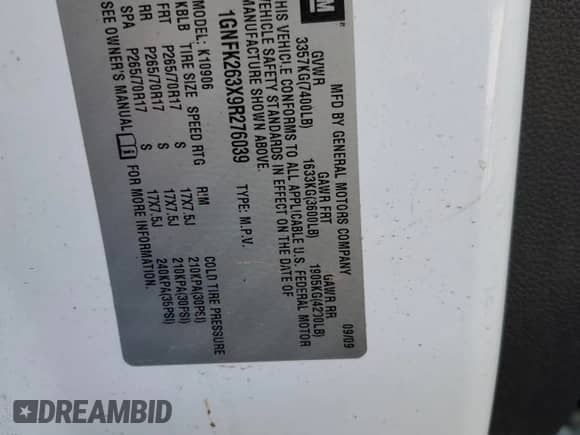 GM
MFD BY GENERAL MOTORS COMPANY 09/09
GVWR GAWR FRT GAWR RR
3357KG(7400LB) 1633KG(3600LB) 1905KG(4200LB)
THIS VEHICLE CONFORMS TO ALL APPLICABLE U.S. FEDERAL MOTOR
VEHICLE SAFETY STANDARDS IN EFFECT ON THE DATE OF
MANUFACTURE SHOWN ABOVE.
1GNFK263X9R276039 TYPE: M.P.V.
MODEL: K10906
KBLB TIRE SIZE SPEED RTG RIM COLD TIRE PRESSURE
FRT P265/70R17 S 17X7.5J 210KPA(30PSI)
RR P265/70R17 S 17X7.5J 210KPA(30PSI)
SPA P265/70R17 S 17X7.5J 240KPA(35PSI)
SEE OWNER'S MANUAL FOR MORE INFORMATION.
DREAMBID